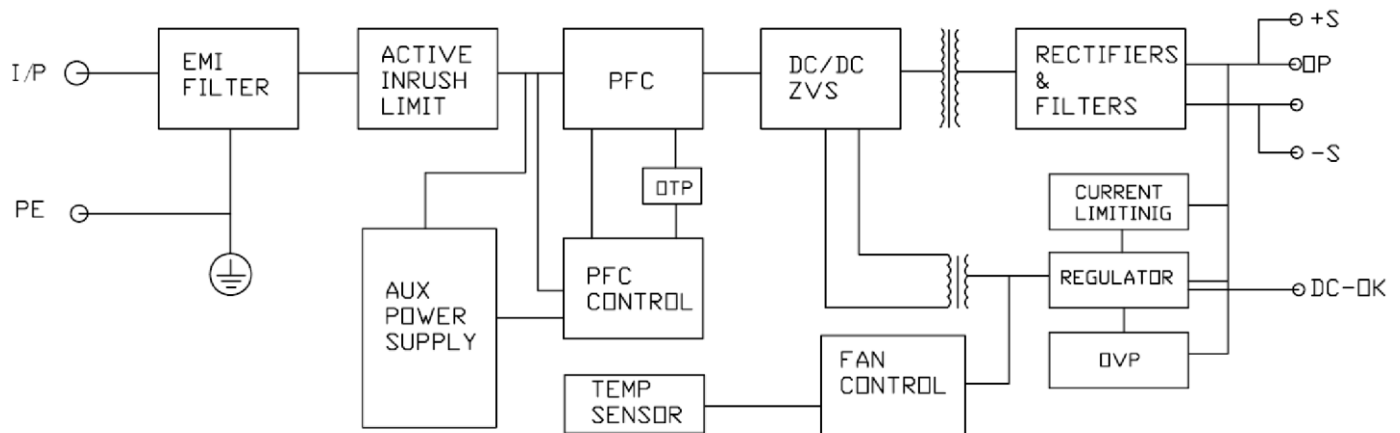 +S
I/P
EMI
FILTER
ACTIVE
INRUSH
LIMIT
PFC
DC/DC
ZVS
RECTIFIERS
&
FILTERS
OP
-S
OTP
CURRENT
LIMITINIG
PE
PFC
CONTROL
REGULATOR
DC-OK
AUX
POWER
SUPPLY
OVP
FAN
CONTROL
TEMP
SENSOR